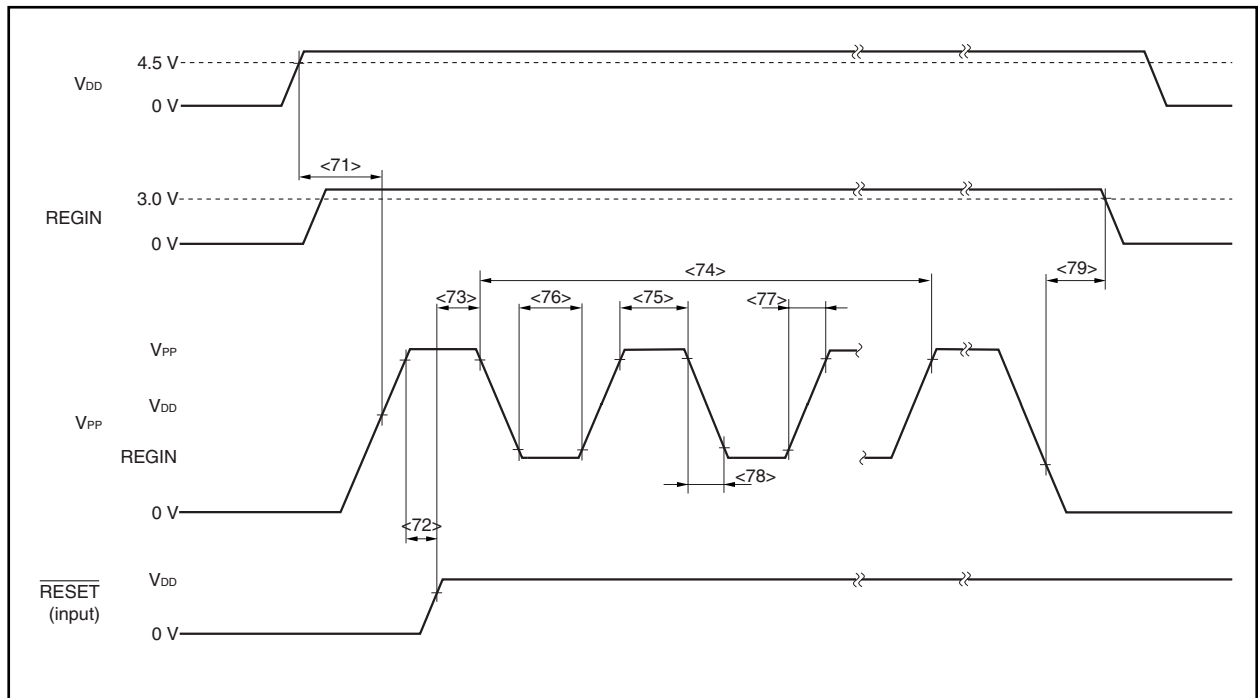 4.5 V
VDD
0 V
<71>
3.0 V
REGIN
0 V
<74>
<79>
<73>
<76>
<75>
<77>
VPP
VDD
VPP
REGIN
<78>
0 V
<72>
VDD
RESET
(input)
0 V